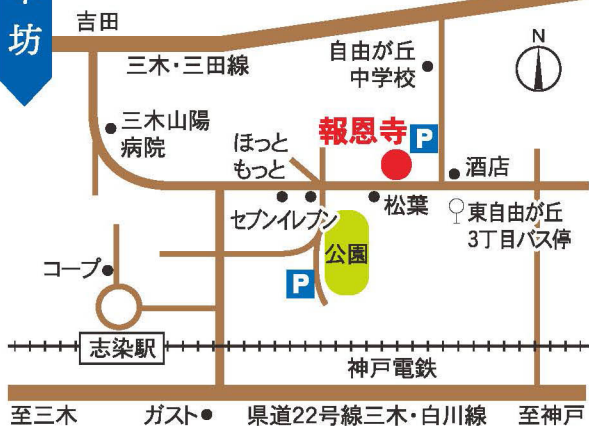 坊
吉田
三木・三田線
自由が丘
中学校
N
三木山陽
病院
ほっと
もっと
報恩寺
P
酒店
セブンイレブン
松葉
東自由が丘
3丁目バス停
公園
コープ
P
志染駅
神戸電鉄
至三木
ガスト
県道22号線三木・白川線
至神戸